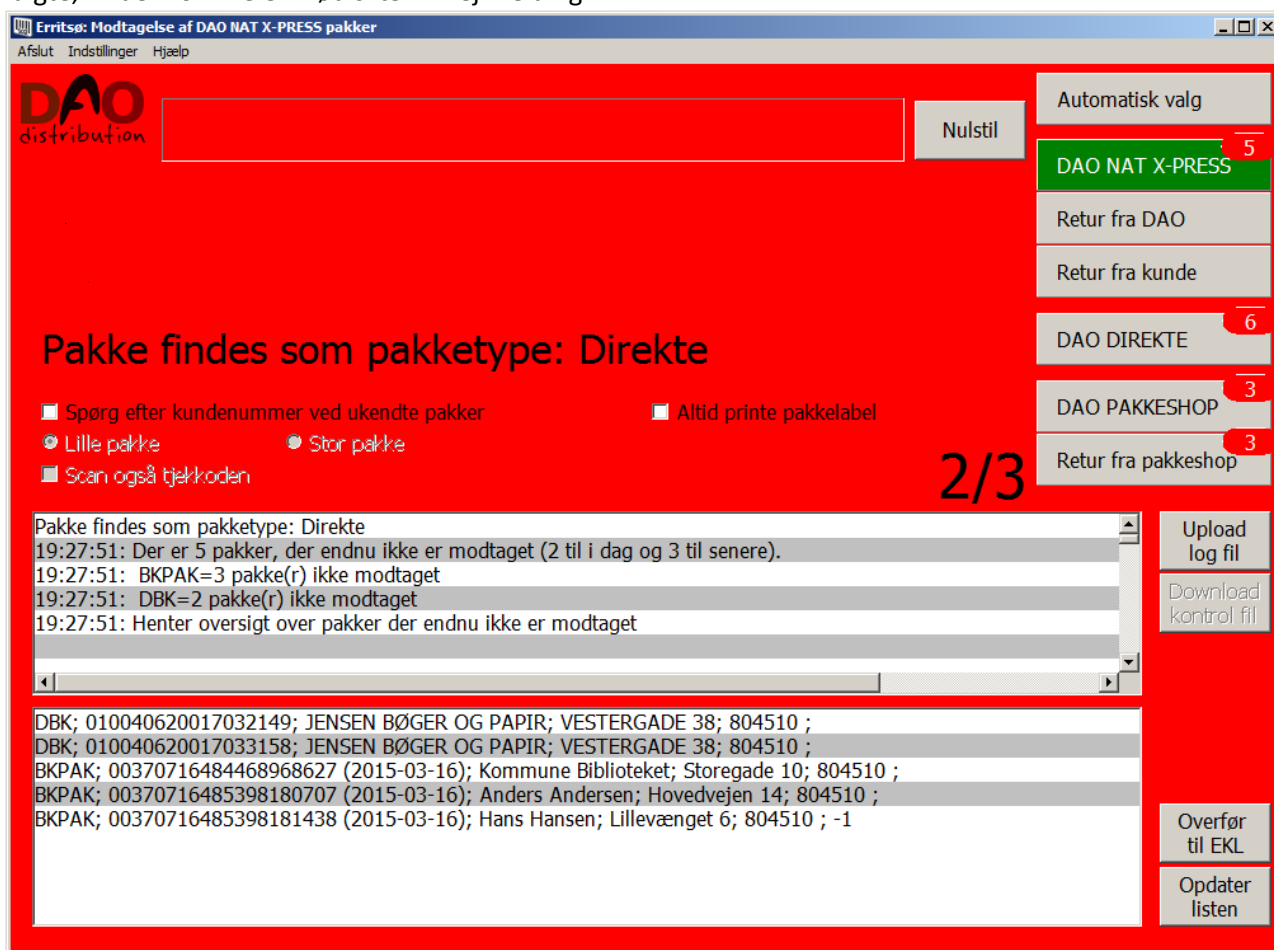 Erritsø: Modtagelse af DAO NAT X-PRESS pakker
Afslut Indstillinger Hjælp
DAO
distribution
Nulstil
Automatisk valg
5
DAO NAT X-PRESS
Retur fra DAO
Retur fra kunde
6
DAO DIREKTE
3
DAO PAKKESHOP
3
Retur fra pakkeshop
Pakke findes som pakketype: Direkte
Spørg efter kundenummer ved ukendte pakker
Altid printe pakkelabel
Lille pakke
Stor pakke
Scan også tjekkoden
2/3
Pakke findes som pakketype: Direkte
19:27:51: Der er 5 pakker, der endnu ikke er modtaget (2 til i dag og 3 til senere).
19:27:51: BKPAK=3 pakke(r) ikke modtaget
19:27:51: DBK=2 pakke(r) ikke modtaget
19:27:51: Henter oversigt over pakker der endnu ikke er modtaget
Upload
log fil
Download
kontrol fil
DBK; 010040620017032149; JENSEN BØGER OG PAPIR; VESTERGADE 38; 804510 ;
DBK; 010040620017033158; JENSEN BØGER OG PAPIR; VESTERGADE 38; 804510 ;
BKPAK; 00370716484468968627 (2015-03-16); Kommune Biblioteket; Storegade 10; 804510 ;
BKPAK; 00370716485398180707 (2015-03-16); Anders Andersen; Hovedvejen 14; 804510 ;
BKPAK; 00370716485398181438 (2015-03-16); Hans Hansen; Lillevænget 6; 804510 ; -1
Overfør
til EKL
Opdater
listen